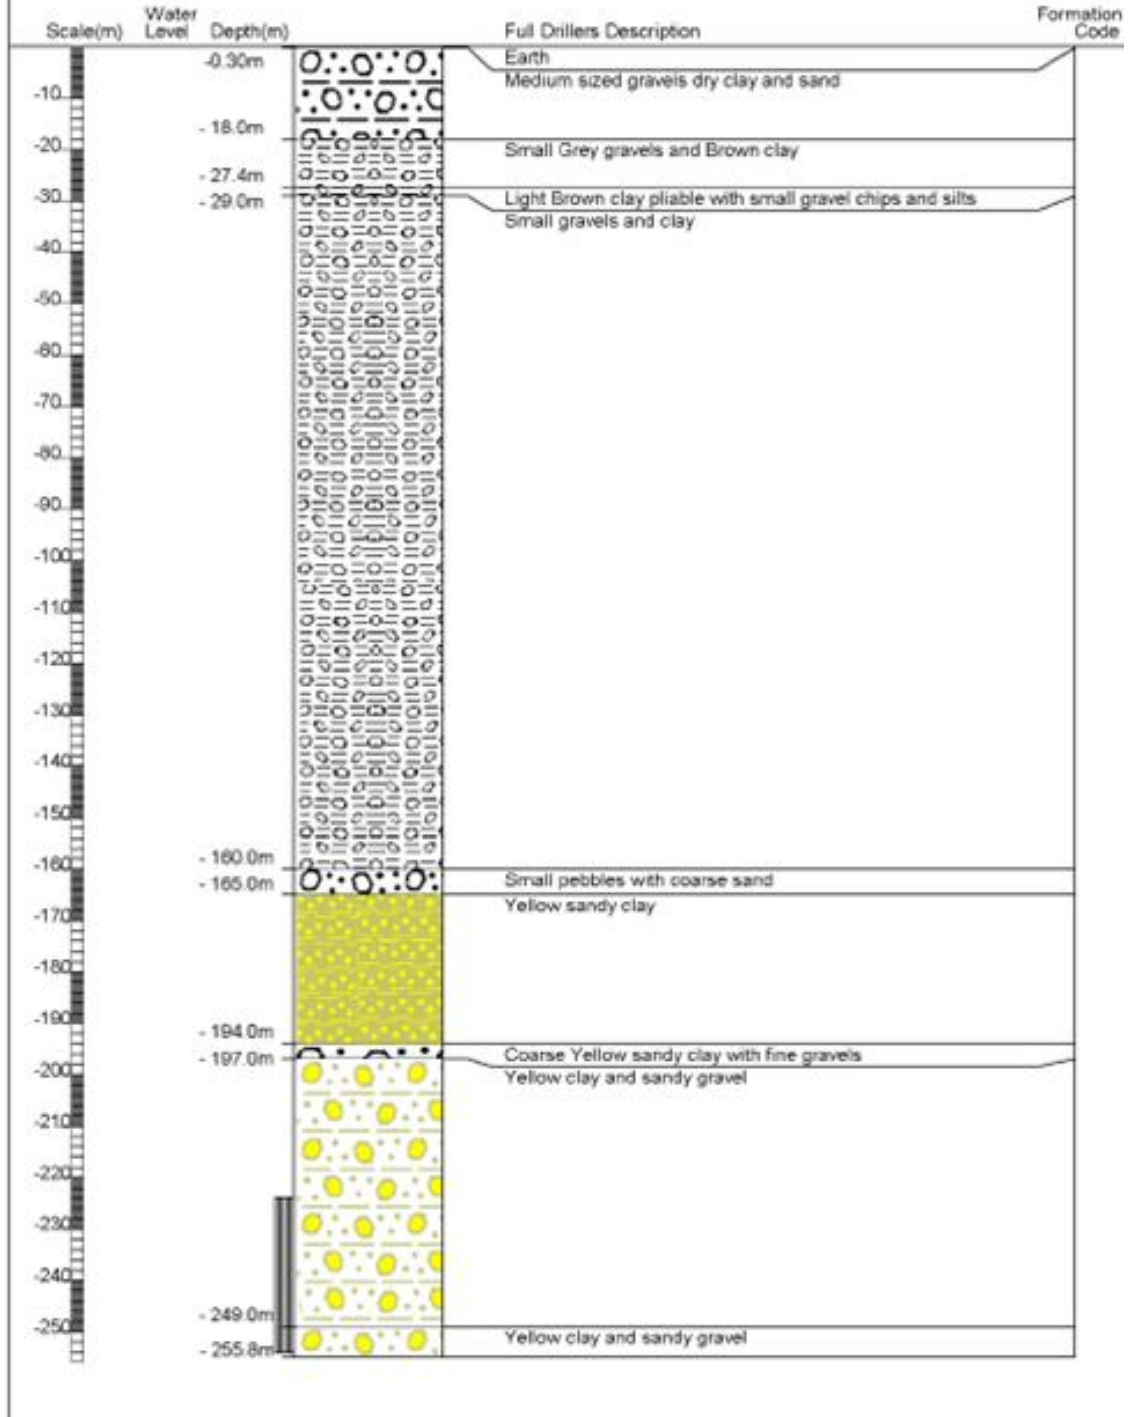 Scale(m) Water Level Depth(m) Full Drillers Description Formation Code
-0.30m Earth
Medium sized gravels dry clay and sand
-10
- 18.0m
-20 Small Grey gravels and Brown clay
- 27.4m
-30 - 29.0m Light Brown clay pliable with small gravel chips and silts
Small gravels and clay
-40
-50
-60
-70
-80
-90
-100
-110
-120
-130
-140
-150
- 160.0m
-160
- 165.0m Small pebbles with coarse sand
Yellow sandy clay
-170
-180
-190
- 194.0m
- 197.0m Coarse Yellow sandy clay with fine gravels
-200 Yellow clay and sandy gravel
-210
-220
-230
-240
- 249.0m
-250 Yellow clay and sandy gravel
- 255.8m